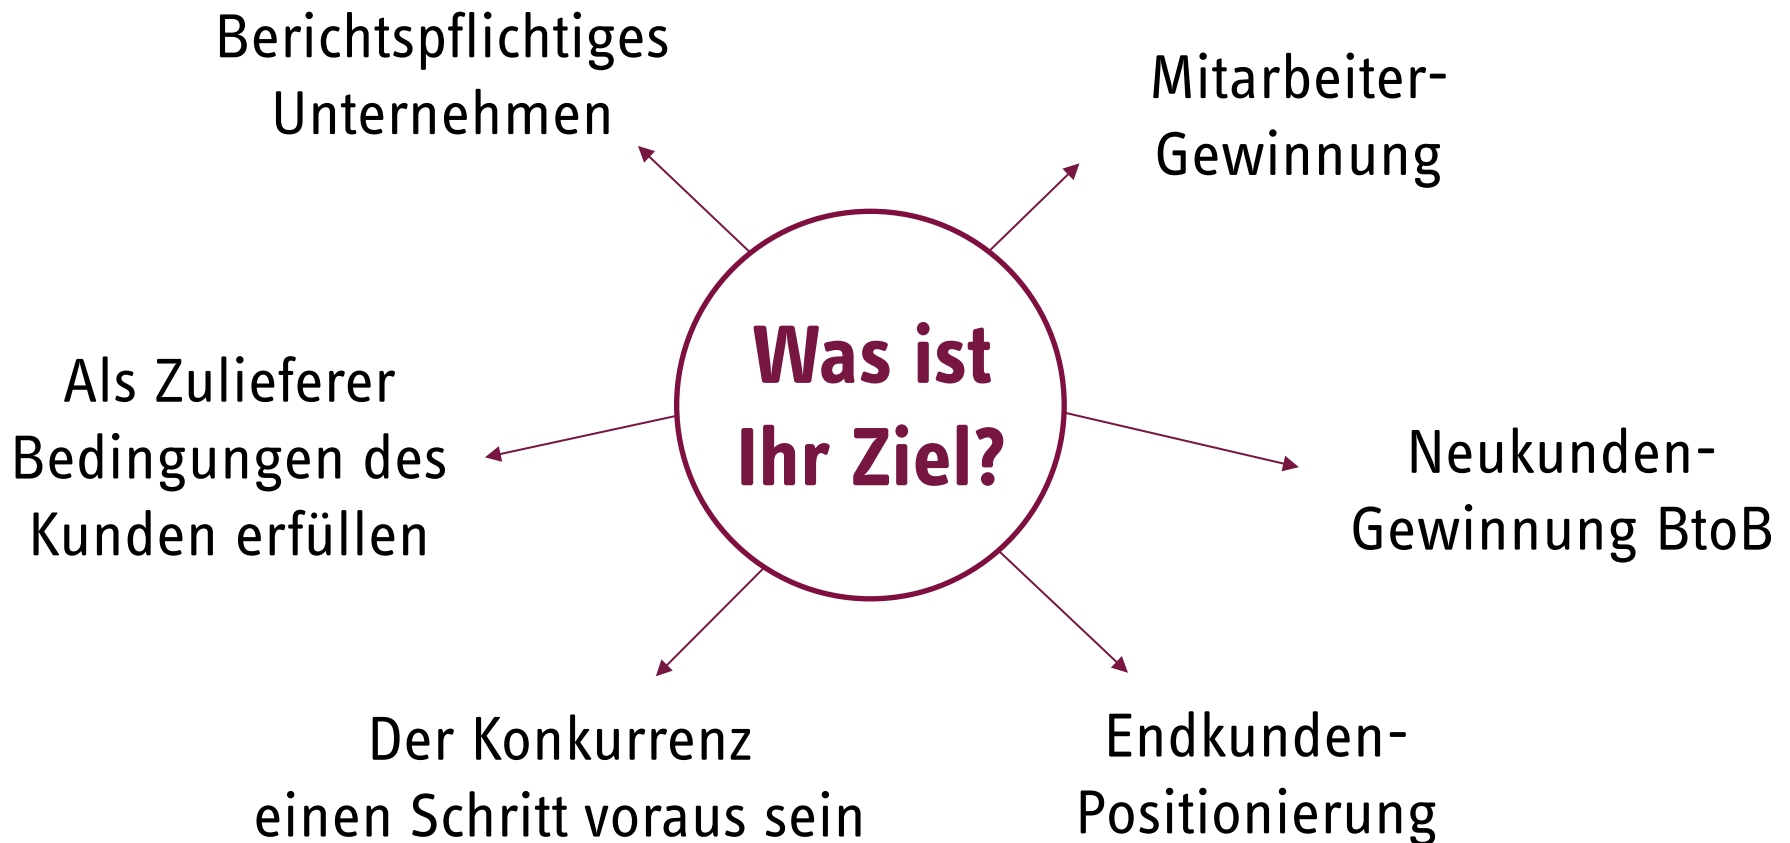 Berichtspflichtiges
Unternehmen
Mitarbeiter-
Gewinnung
Was ist
Ihr Ziel?
Als Zulieferer
Bedingungen des
Kunden erfüllen
Neukunden-
Gewinnung BtoB
Der Konkurrenz
einen Schritt voraus sein
Endkunden-
Positionierung